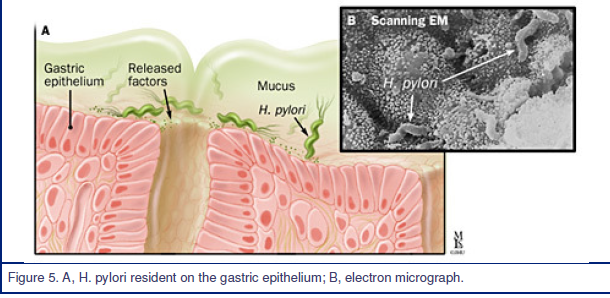 A
Gastric
epithelium
Released
factors
Mucus
H. pylori
B Scanning EM
H. pylori
Figure 5. A, H. pylori resident on the gastric epithelium; B, electron micrograph.